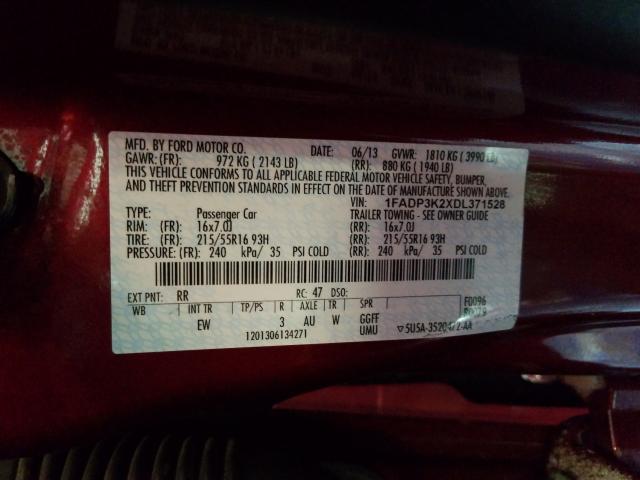 MFD. BY FORD MOTOR CO. DATE: 06/13 GVWR: 1810 KG ( 3990 LB)
GAWR: (FR): 972 KG ( 2143 LB) (RR): 880 KG ( 1940 LB)
THIS VEHICLE CONFORMS TO ALL APPLICABLE FEDERAL MOTOR VEHICLE SAFETY, BUMPER,
AND THEFT PREVENTION STANDARDS IN EFFECT ON THE DATE OF MANUFACTURE SHOWN ABOVE.
VIN: 1FADP3K2XDL371528
TYPE: Passenger Car TRAILER TOWING - SEE OWNER GUIDE
RIM: (FR): 16x7.0J (RR): 16x7.0J
TIRE: (FR): 215/55R16 93H (RR): 215/55R16 93H
PRESSURE: (FR): 240 kPa/ 35 PSI COLD (RR): 240 kPa/ 35 PSI COLD
EXT PNT: RR RC: 47 DSO: F0096
WB INT TR TP/PS R AXLE TR SPR
EW 3 AU W GGFF
UMU
1201306134271 ▽ 5U5A-3520472-AA